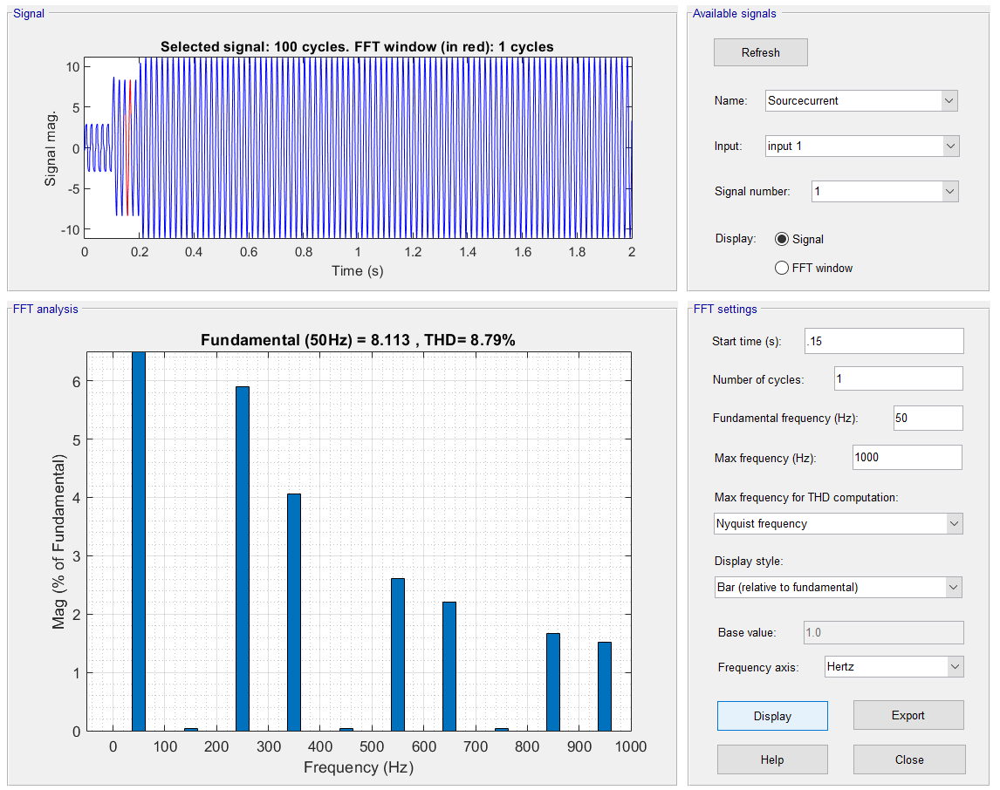 Signal
Selected signal: 100 cycles. FFT window (in red): 1 cycles
10
5
0
-5
-10
Signal mag.
0 0.2 0.4 0.6 0.8 1 1.2 1.4 1.6 1.8 2
Time (s)
Available signals
Refresh
Name: Sourcecurrent
Input: input 1
Signal number: 1
Display: Signal
FFT window
FFT analysis
Fundamental (50Hz) = 8.113 , THD= 8.79%
6
5
4
3
2
1
0
Mag (% of Fundamental)
0 100 200 300 400 500 600 700 800 900 1000
Frequency (Hz)
FFT settings
Start time (s): .15
Number of cycles: 1
Fundamental frequency (Hz): 50
Max frequency (Hz): 1000
Max frequency for THD computation:
Nyquist frequency
Display style:
Bar (relative to fundamental)
Base value: 1.0
Frequency axis: Hertz
Display Export
Help Close